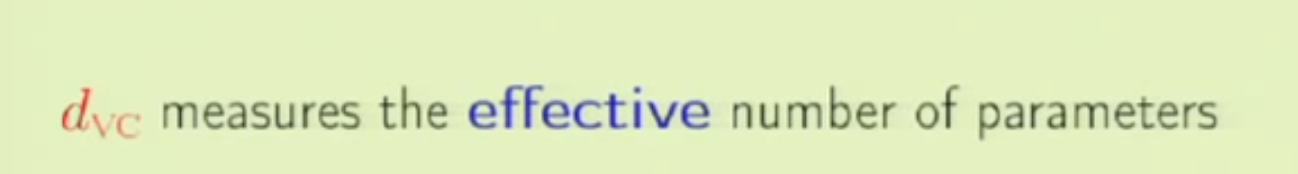 d_VC measures the effective number of parameters